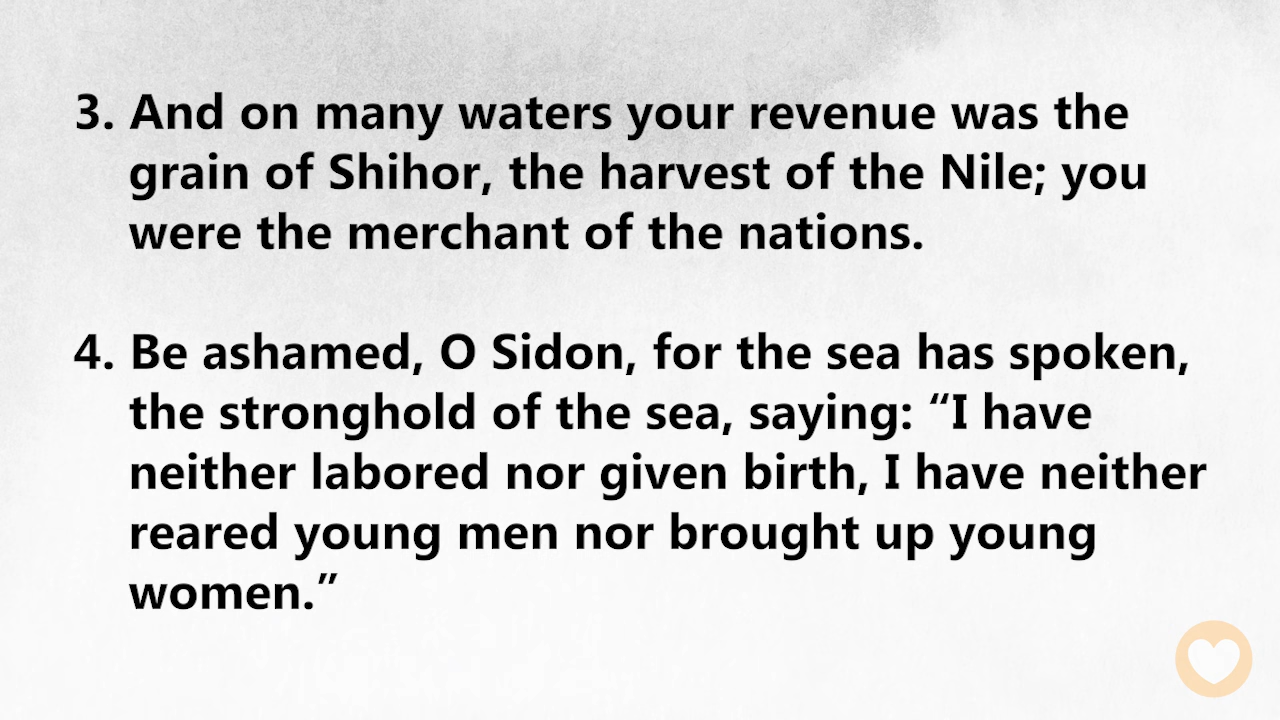 3. And on many waters your revenue was the
grain of Shihor, the harvest of the Nile; you
were the merchant of the nations.
4. Be ashamed, O Sidon, for the sea has spoken,
the stronghold of the sea, saying: “I have
neither labored nor given birth, I have neither
reared young men nor brought up young
women.”